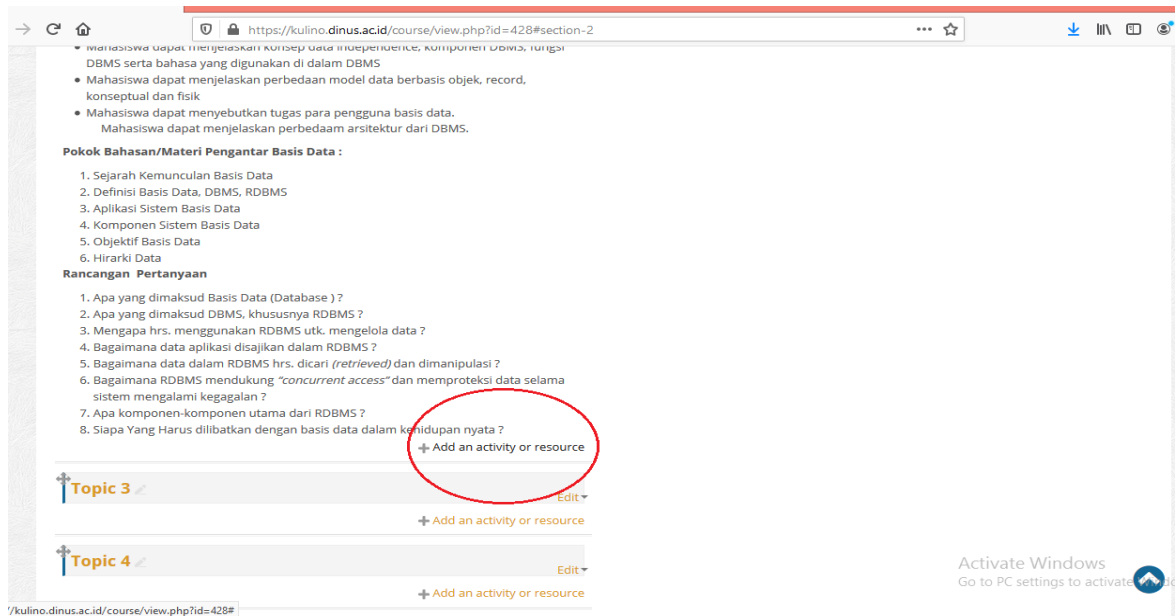 https://kulino.dinus.ac.id/course/view.php?id=428#section-2
Mahasiswa dapat menjelaskan konsep data independence, komponen DBMS, fungsi
DBMS serta bahasa yang digunakan di dalam DBMS
Mahasiswa dapat menjelaskan perbedaan model data berbasis objek, record,
konseptual dan fisik
Mahasiswa dapat menyebutkan tugas para pengguna basis data.
Mahasiswa dapat menjelaskan perbedaam arsitektur dari DBMS.
Pokok Bahasan/Materi Pengantar Basis Data :
1. Sejarah Kemunculan Basis Data
2. Definisi Basis Data, DBMS, RDBMS
3. Aplikasi Sistem Basis Data
4. Komponen Sistem Basis Data
5. Objektif Basis Data
6. Hirarki Data
Rancangan Pertanyaan
1. Apa yang dimaksud Basis Data (Database ) ?
2. Apa yang dimaksud DBMS, khususnya RDBMS ?
3. Mengapa hrs. menggunakan RDBMS utk. mengelola data ?
4. Bagaimana data aplikasi disajikan dalam RDBMS ?
5. Bagaimana data dalam RDBMS hrs. dicari (retrieved) dan dimanipulasi ?
6. Bagaimana RDBMS mendukung "concurrent access" dan memproteksi data selama
sistem mengalami kegagalan ?
7. Apa komponen-komponen utama dari RDBMS ?
8. Siapa Yang Harus dilibatkan dengan basis data dalam kehidupan nyata ?
Add an activity or resource
Topic 3
Edit
Add an activity or resource
Topic 4
Edit
Add an activity or resource
Activate Windows
Go to PC settings to activate
/kulino.dinus.ac.id/course/view.php?id=428#